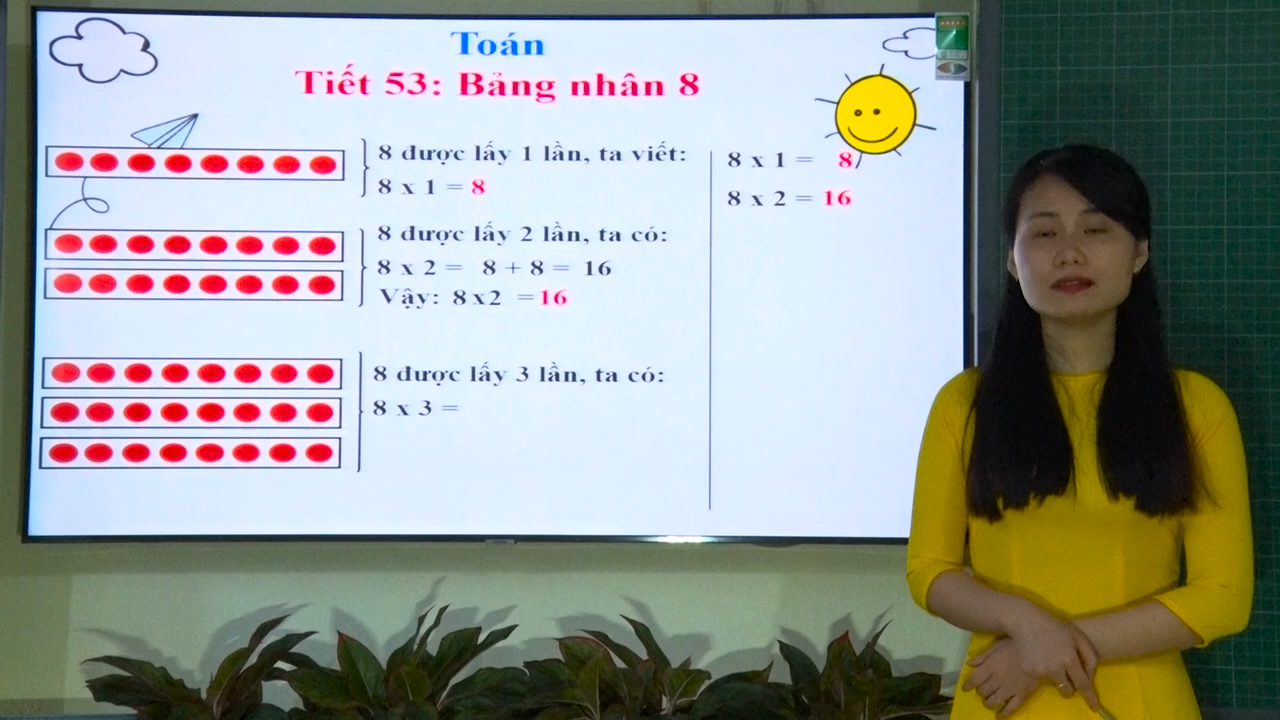 Toán
Tiết 53: Bảng nhân 8
8 được lấy 1 lần, ta viết:
8 x 1 = 8
8 được lấy 2 lần, ta có:
8 x 2 = 8 + 8 = 16
Vậy: 8 x2 = 16
8 được lấy 3 lần, ta có:
8 x 3 =
8 x 1 = 8
8 x 2 = 16